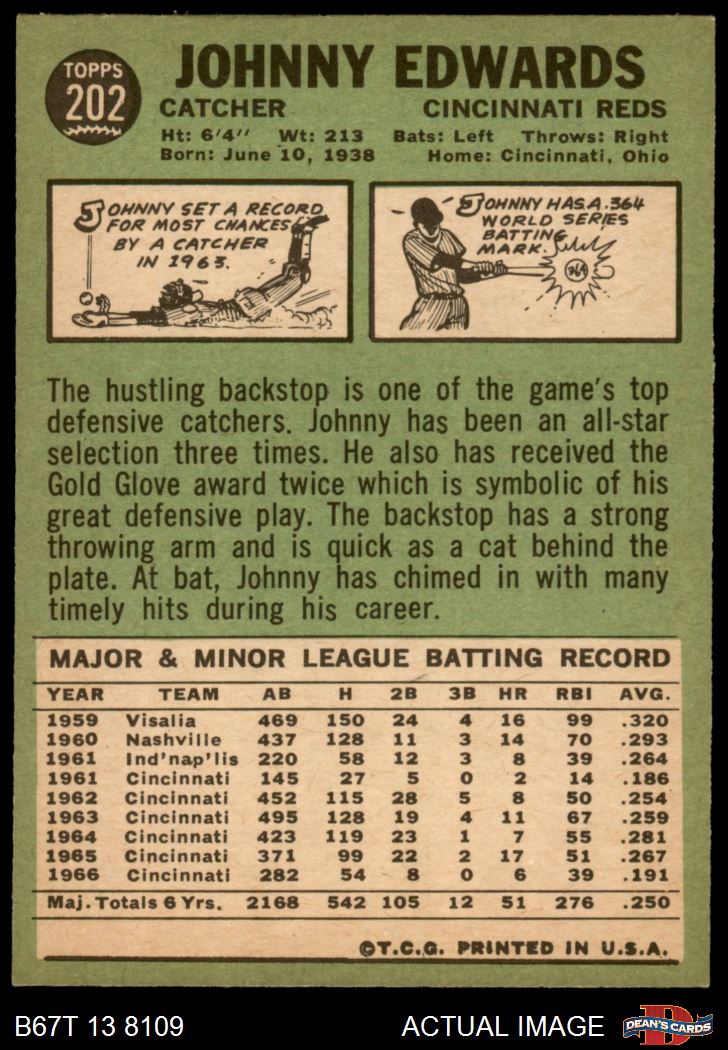 TOPPS
202
JOHNNY EDWARDS
CATCHER CINCINNATI REDS
Ht: 6'4" Wt: 213 Bats: Left Throws: Right
Born: June 10, 1938 Home: Cincinnati, Ohio
JOHNNY SET A RECORD
FOR MOST CHANCES
BY A CATCHER
IN 1963.
JOHNNY HAS A .364
WORLD SERIES
BATTING
MARK.
364
The hustling backstop is one of the game's top
defensive catchers. Johnny has been an all-star
selection three times. He also has received the
Gold Glove award twice which is symbolic of his
great defensive play. The backstop has a strong
throwing arm and is quick as a cat behind the
plate. At bat, Johnny has chimed in with many
timely hits during his career.
MAJOR & MINOR LEAGUE BATTING RECORD
YEAR TEAM AB H 2B 3B HR RBI AVG.
1959 Visalia 469 150 24 4 16 99 .320
1960 Nashville 437 128 11 3 14 70 .293
1961 Ind'nap'lis 220 58 12 3 8 39 .264
1961 Cincinnati 145 27 5 0 2 14 .186
1962 Cincinnati 452 115 28 5 8 50 .254
1963 Cincinnati 495 128 19 4 11 67 .259
1964 Cincinnati 423 119 23 1 7 55 .281
1965 Cincinnati 371 99 22 2 17 51 .267
1966 Cincinnati 282 54 8 0 6 39 .191
Maj. Totals 6 Yrs. 2168 542 105 12 51 276 .250
©T.C.G. PRINTED IN U.S.A.
B67T 13 8109 ACTUAL IMAGE
D
DEAN'S CARDS